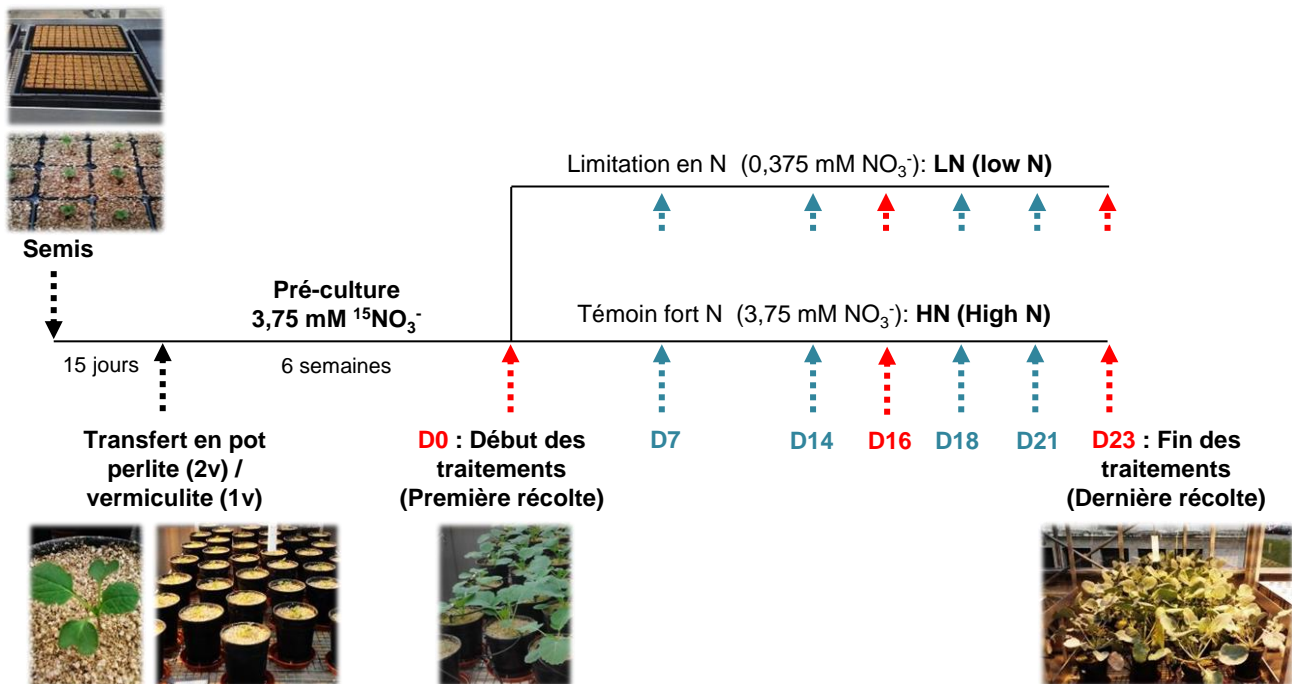 Limitation en N (0,375 mM NO₃⁻): LN (low N)
Semis
Pré-culture
3,75 mM ¹⁵NO₃⁻
Témoin fort N (3,75 mM NO₃⁻): HN (High N)
15 jours
6 semaines
Transfert en pot
perlite (2v) /
vermiculite (1v)
D0 : Début des
traitements
(Première récolte)
D7
D14
D16
D18
D21
D23 : Fin des
traitements
(Dernière récolte)